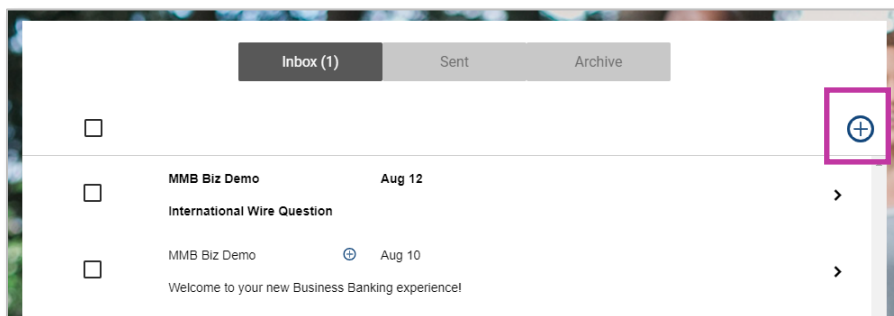 Inbox (1) Sent Archive
MMB Biz Demo Aug 12
International Wire Question
MMB Biz Demo Aug 10
Welcome to your new Business Banking experience!